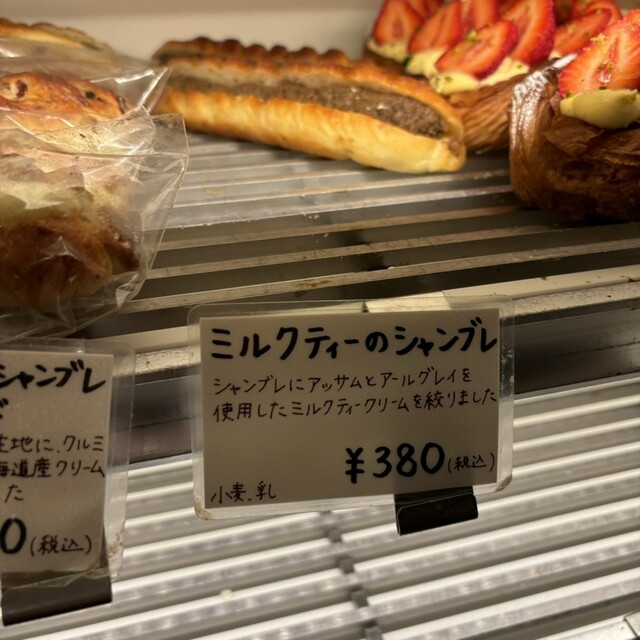 ミルクティーのシャンブレ
シャンブレにアッサムとアールグレイを
使用したミルクティクリームを絞りました
¥380(税込)
小麦、乳
シャンブレ
生地に、クルミ
海道産クリーム
た
0(税込)